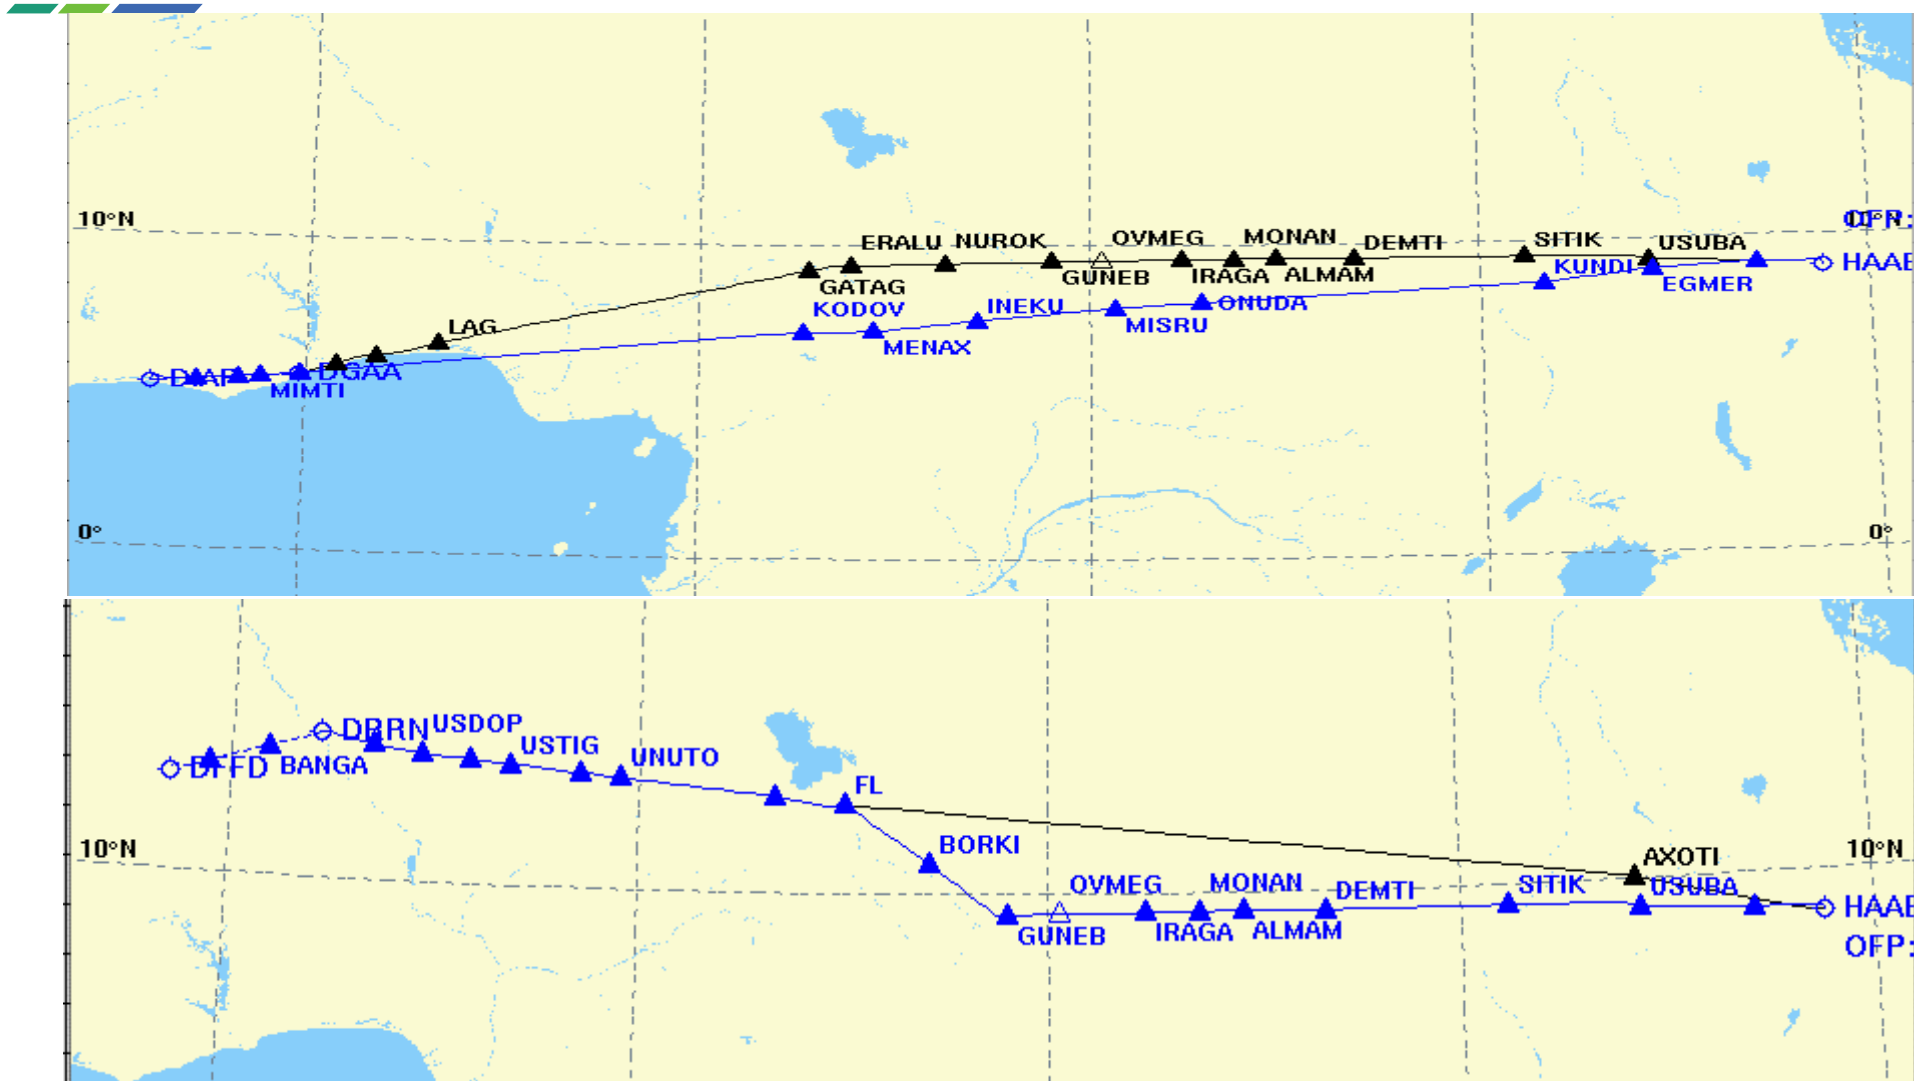 10°N
OFP:
10°N
ERALU NUROK
OVMEG
MONAN
DEMTI
SITIK
USUBA
HAAB
GATAG
GUNEB
IRAGA
ALMAM
KUNDI
EGMER
KODOV
INEKU
ONUDA
LAG
MISRU
MENAX
DGAA
MIMTI
0°
0°
DRRN
USDOP
USTIG
UNUTO
BANGA
FL
BORKI
10°N
AXOTI
10°N
OVMEG
MONAN
DEMTI
SITIK
USUBA
HAAB
GUNEB
IRAGA
ALMAM
OFP: